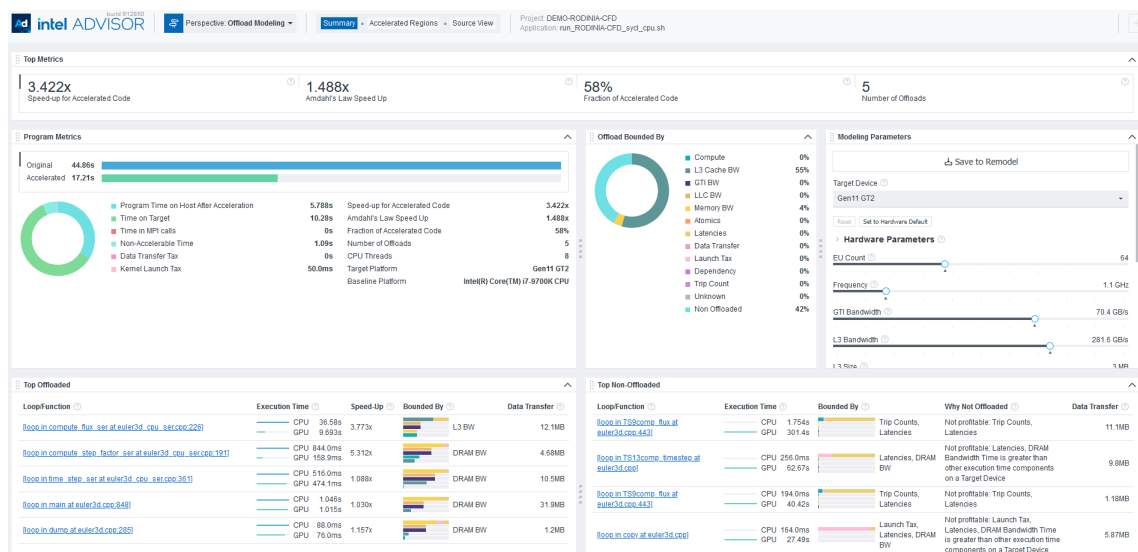 build 612850
intel ADVISOR
Perspective: Offload Modeling
Summary Accelerated Regions Source View
Project: DEMO-RODINIA-CFD
Application: run_RODINIA-CFD_sycl_cpu.sh
Top Metrics
3.422x
Speed-up for Accelerated Code
1.488x
Amdahl's Law Speed Up
58%
Fraction of Accelerated Code
5
Number of Offloads
Program Metrics
Original 44.86s
Accelerated 17.21s
Program Time on Host After Acceleration 5.788s
Time on Target 10.28s
Time in MPI calls 0s
Non-Accelerable Time 1.09s
Data Transfer Tax 0s
Kernel Launch Tax 50.0ms
Speed-up for Accelerated Code 3.422x
Amdahl's Law Speed Up 1.488x
Fraction of Accelerated Code 58%
Number of Offloads 5
CPU Threads 8
Target Platform Gen11 GT2
Baseline Platform Intel(R) Core(TM) i7-9700K CPU
Offload Bounded By
Compute 0%
L3 Cache BW 55%
GTI BW 0%
LLC BW 0%
Memory BW 4%
Atomics 0%
Latencies 0%
Data Transfer 0%
Launch Tax 0%
Dependency 0%
Trip Count 0%
Unknown 0%
Non Offloaded 42%
Modeling Parameters
Save to Remodel
Target Device
Gen11 GT2
Reset Set to Hardware Default
Hardware Parameters
EU Count 64
Frequency 1.1 GHz
GTI Bandwidth 70.4 GB/s
L3 Bandwidth 281.6 GB/s
L3 Size 3 MB
Top Offloaded
Loop/Function Execution Time Speed-Up Bounded By Data Transfer
[loop in compute_flux_ser at euler3d_cpu_ser.cpp:226] CPU 36.58s GPU 9.693s 3.773x L3 BW 12.1MB
[loop in compute_step_factor_ser at euler3d_cpu_ser.cpp:191] CPU 844.0ms GPU 158.9ms 5.312x DRAM BW 4.68MB
[loop in time_step_ser at euler3d_cpu_ser.cpp:361] CPU 516.0ms GPU 474.1ms 1.088x DRAM BW 10.5MB
[loop in main at euler3d.cpp:848] CPU 1.046s GPU 1.015s 1.030x DRAM BW 31.9MB
[loop in dump at euler3d.cpp:285] CPU 88.0ms GPU 76.0ms 1.157x DRAM BW 1.2MB
Top Non-Offloaded
Loop/Function Execution Time Bounded By Why Not Offloaded Data Transfer
[loop in TS9comp_flux at euler3d.cpp:443] CPU 1.754s GPU 301.4s Trip Counts, Latencies Not profitable: Trip Counts, Latencies 11.1MB
[loop in TS13comp_timestep at euler3d.cpp] CPU 256.0ms GPU 62.67s Latencies, DRAM BW Not profitable: Latencies, DRAM Bandwidth Time is greater than other execution time components on a Target Device 9.8MB
[loop in TS9comp_flux at euler3d.cpp:443] CPU 194.0ms GPU 40.42s Trip Counts, Latencies Not profitable: Trip Counts, Latencies 1.18MB
[loop in copy at euler3d.cpp] CPU 164.0ms GPU 27.49s Launch Tax, Latencies, DRAM BW Not profitable: Launch Tax, Latencies, DRAM Bandwidth Time is greater than other execution time components on a Target Device 5.87MB